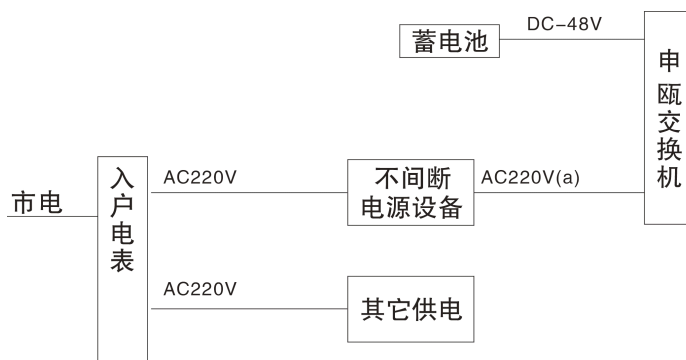 蓄电池
DC-48V
申瓯交换机
市电
入户电表
AC220V
不间断
电源设备
AC220V(a)
AC220V
其它供电